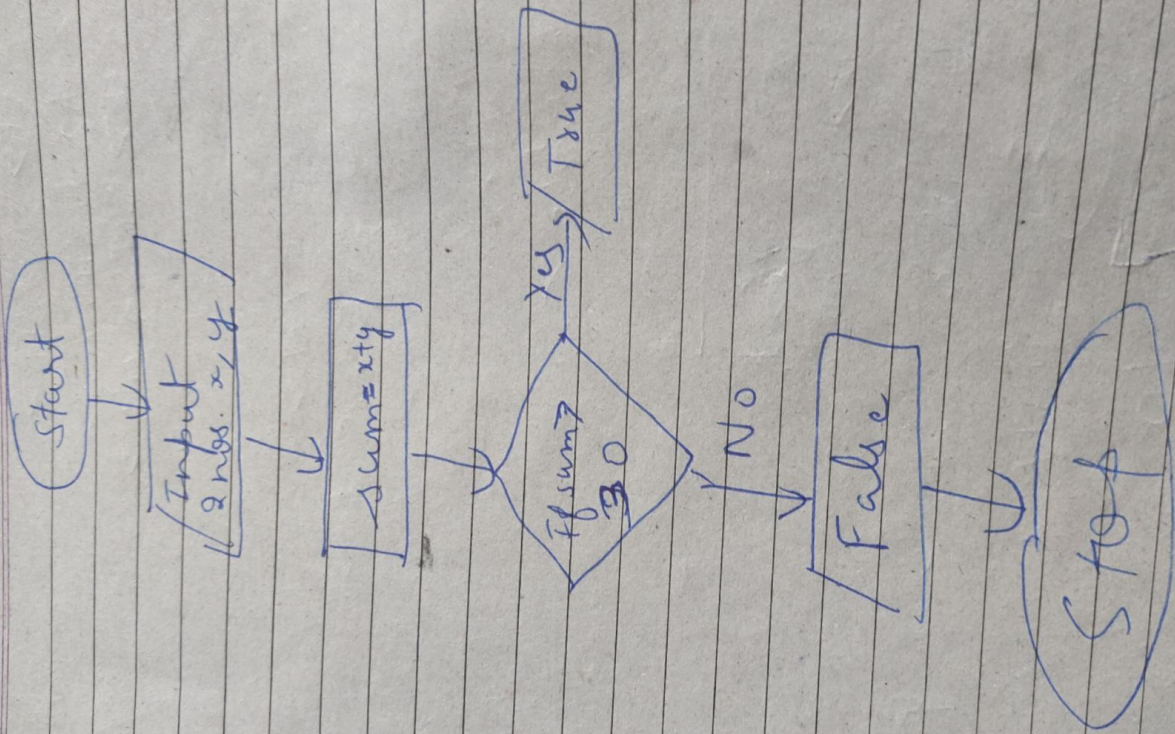 Start
Input
2 nos. x, y
sum=x+y
if sum>
30
Yes
True
No
False
Stop